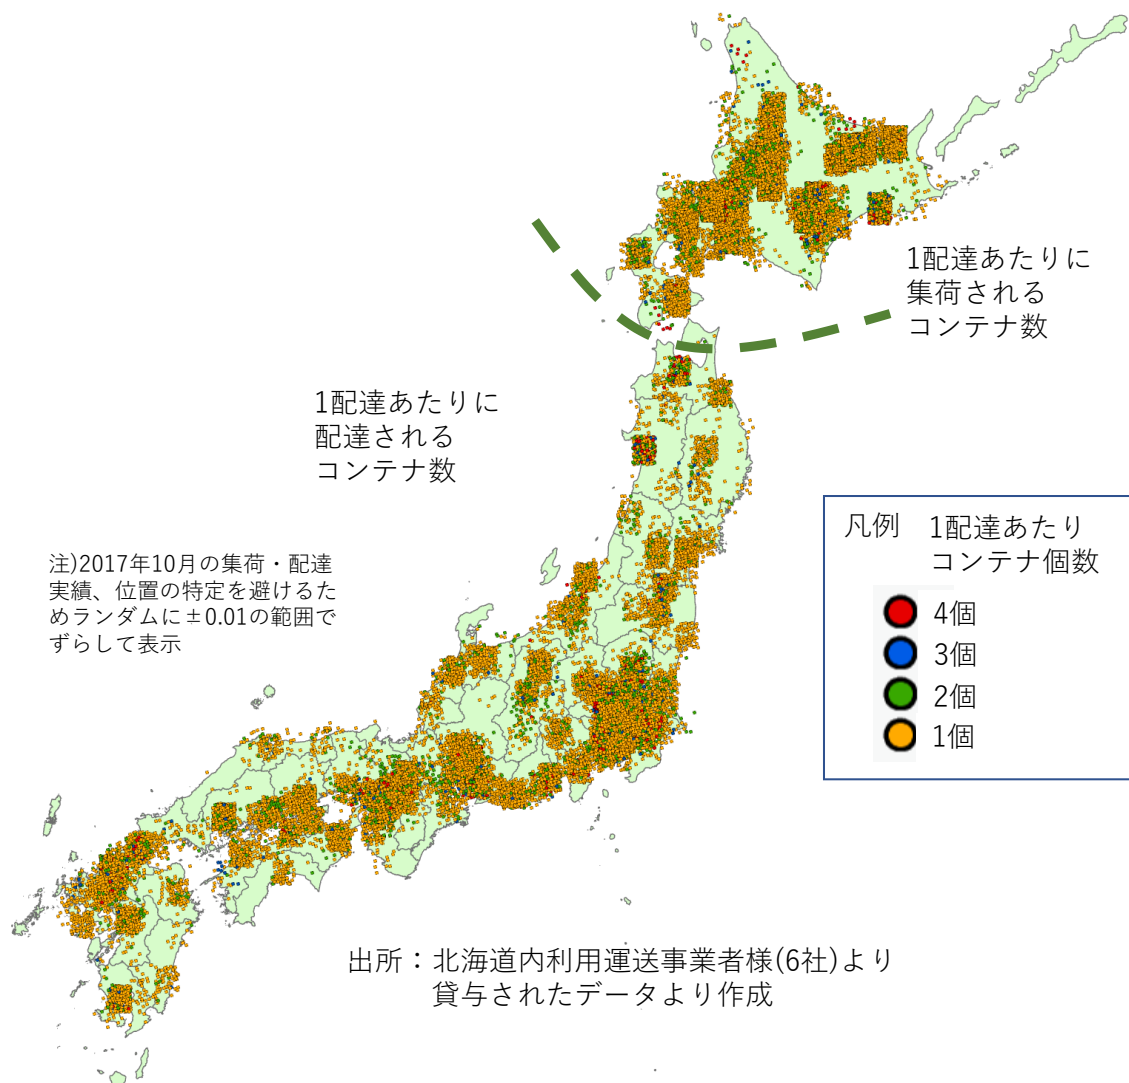 1配達あたりに
集荷される
コンテナ数
1配達あたりに
配達される
コンテナ数
注)2017年10月の集荷・配達
実績、位置の特定を避けるた
めランダムに±0.01の範囲で
ずらして表示
凡例 1配達あたり
コンテナ個数
4個
3個
2個
1個
出所：北海道内利用運送事業者様(6社)より
貸与されたデータより作成